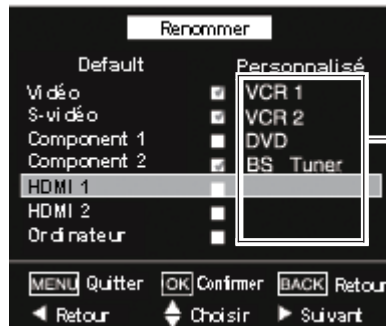 Renommer
Default Personnalisé
Vidéo VCR 1
S-vidéo VCR 2
Component 1 DVD
Component 2 BS Tuner
HDMI 1
HDMI 2
Ordinateur
MENU Quitter OK Confirmer BACK Retour
Retour Choisir Suivant